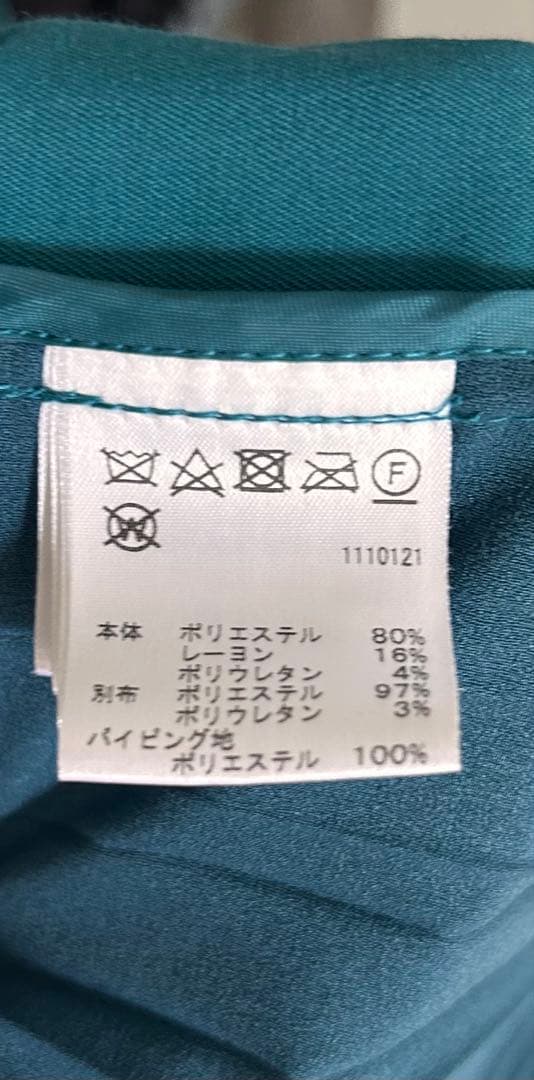 F
W
1110121
本体 ポリエステル 80%
レーヨン 16%
ポリウレタン 4%
別布 ポリエステル 97%
ポリウレタン 3%
パイピング地
ポリエステル 100%